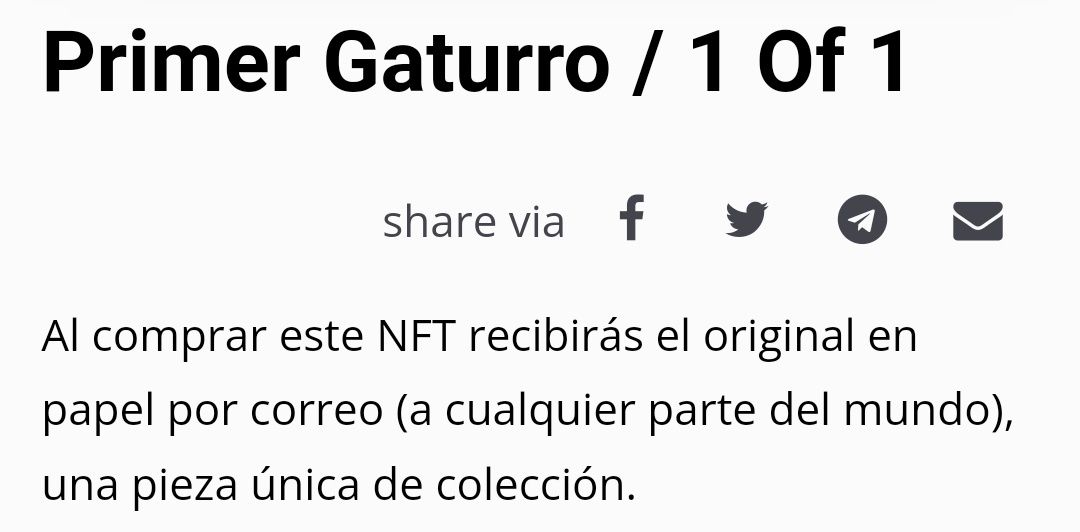 Primer Gaturro / 1 Of 1
share via
Al comprar este NFT recibirás el original en
papel por correo (a cualquier parte del mundo),
una pieza única de colección.